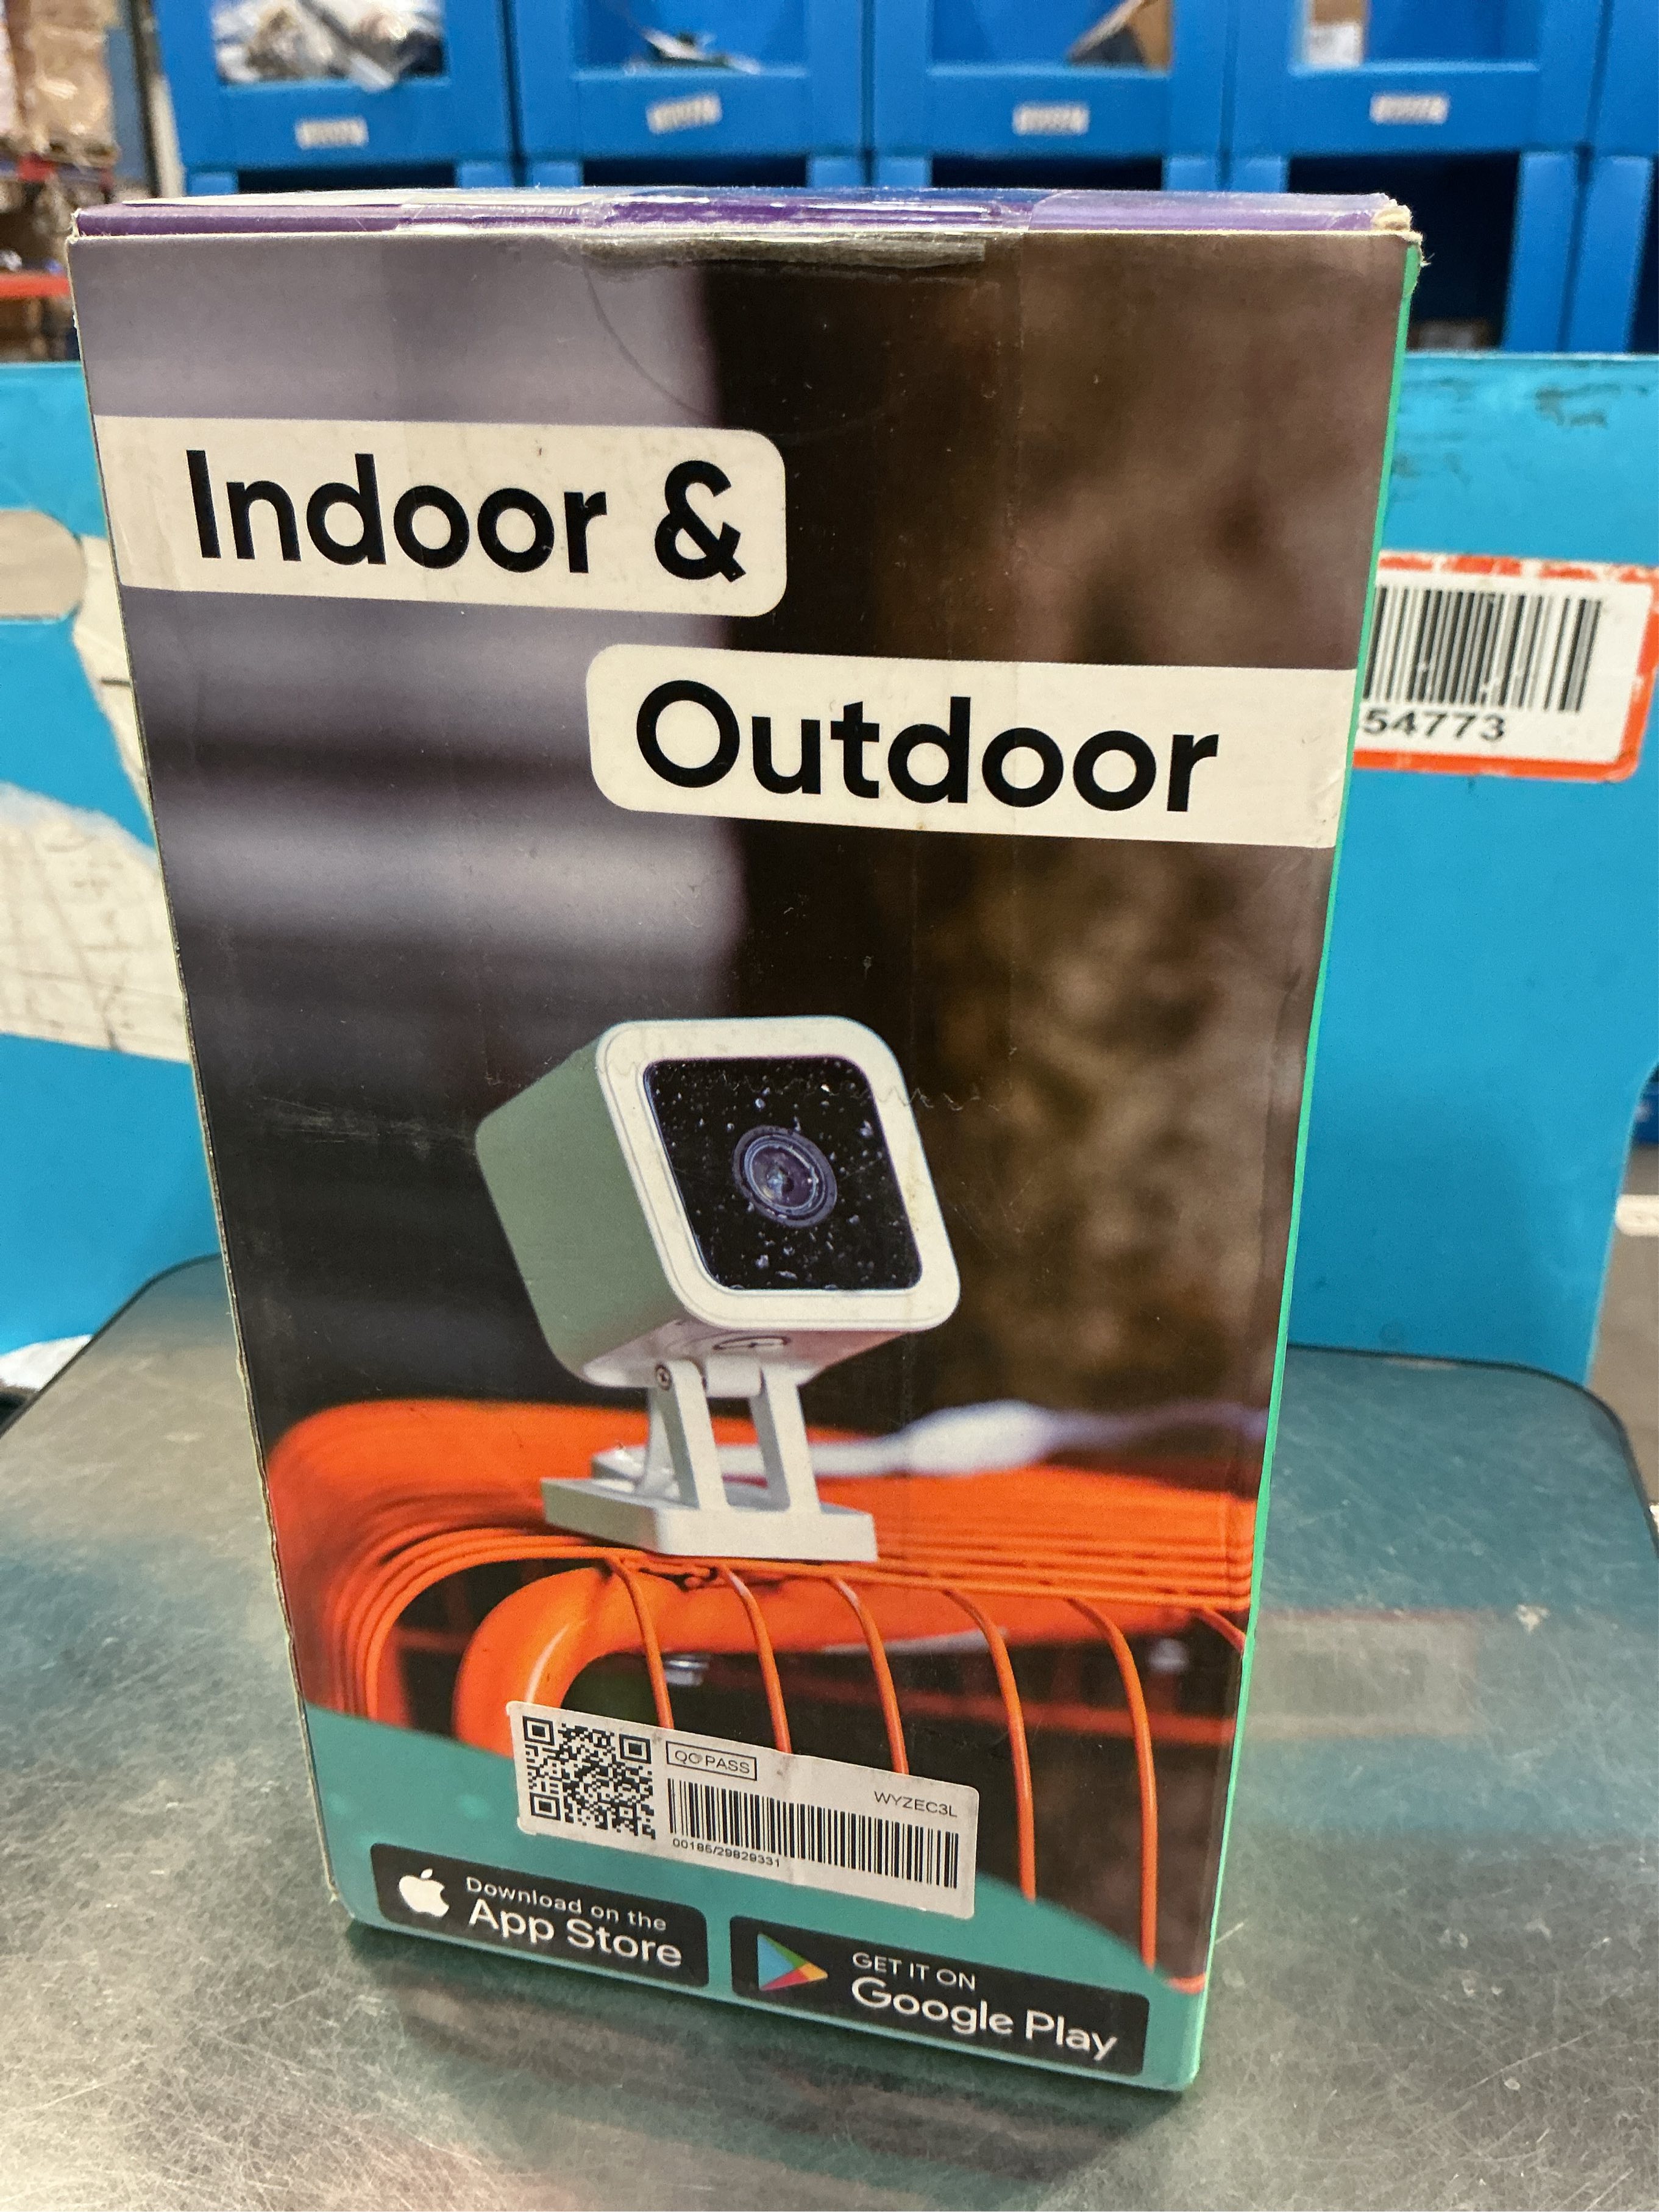 Indoor &
Outdoor
54773
QC PASS
WYZEC3L
00185/29829331
Download on the
App Store
GET IT ON
Google Play